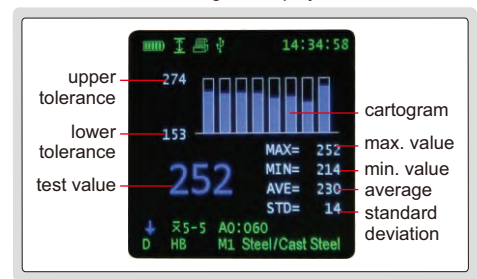 14:34:58
upper tolerance
274
cartogram
lower tolerance
153
MAX= 252
max. value
test value
252
MIN= 214
min. value
AVE= 230
average
STD= 14
standard deviation
x̅5-5 A0:060
D HB M1 Steel/Cast Steel